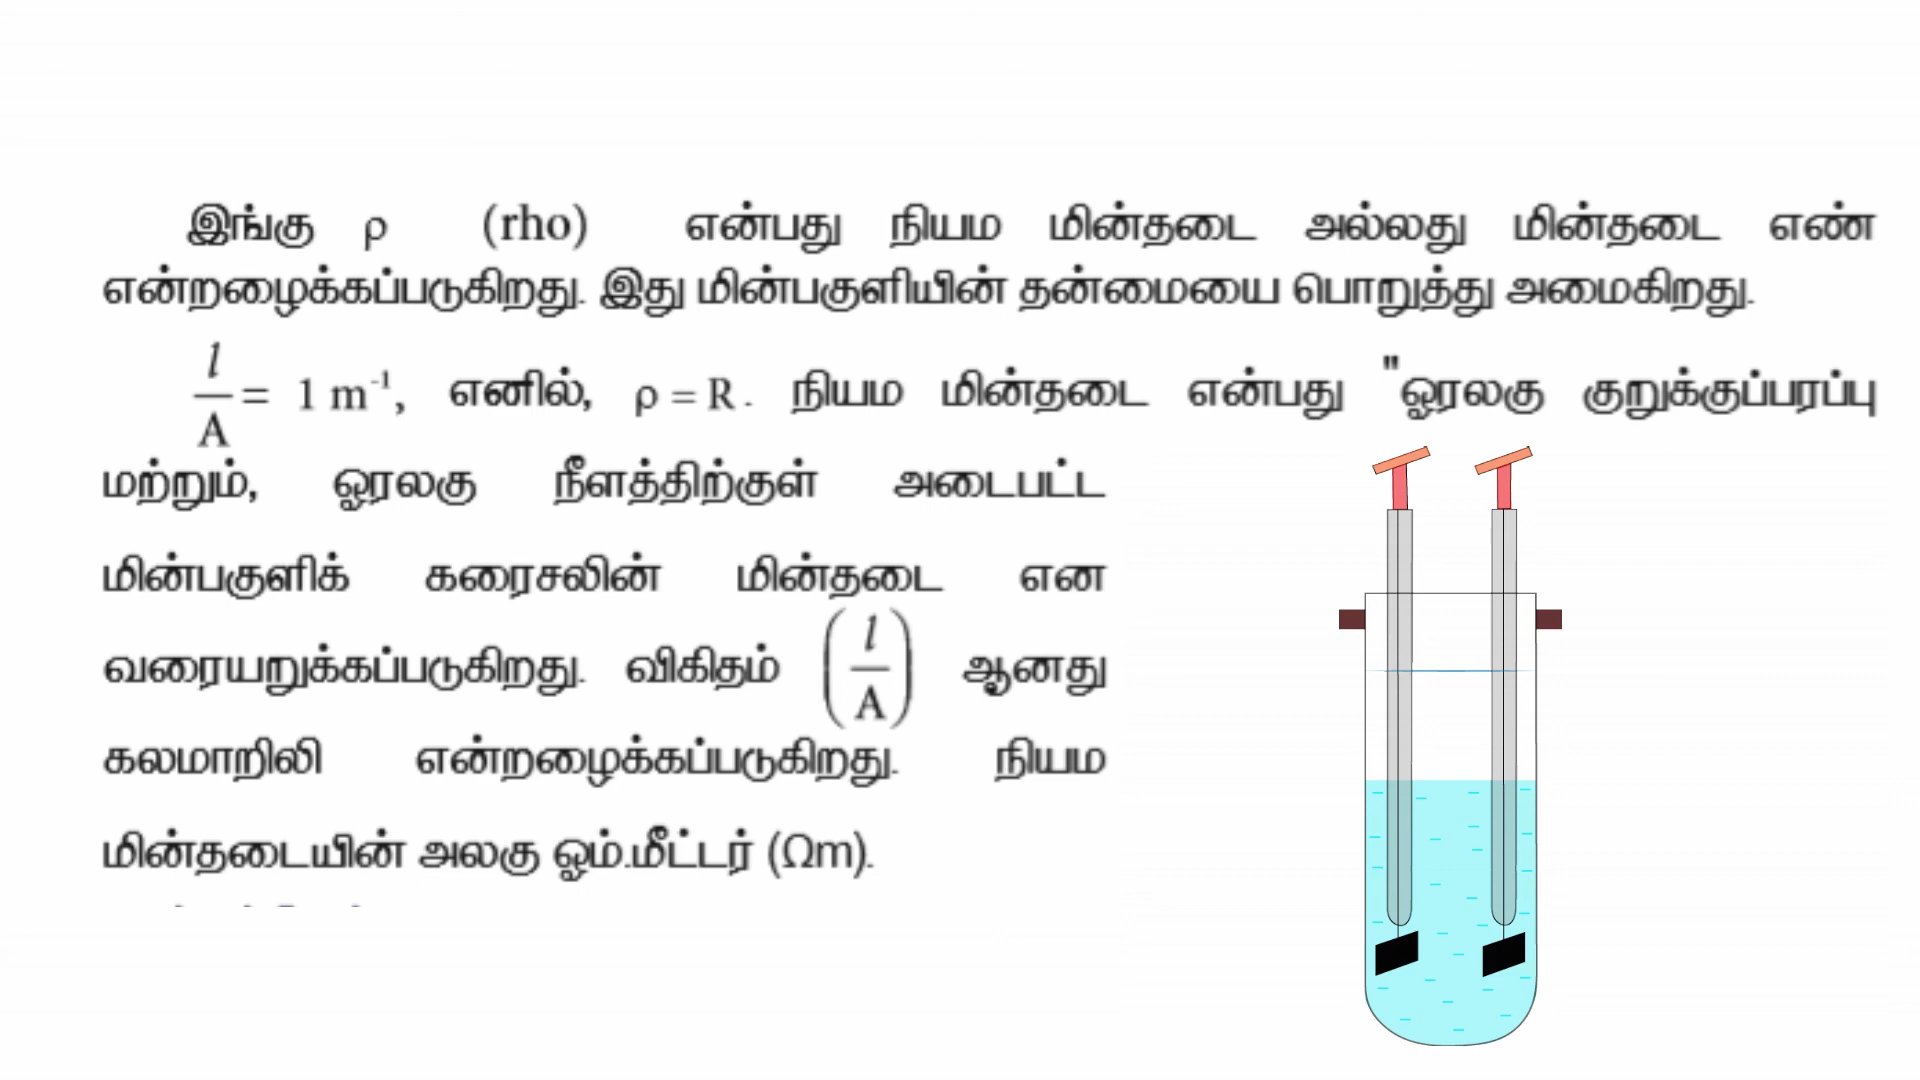 இங்கு ρ (rho) என்பது நியம மின்தடை அல்லது மின்தடை எண்
என்றழைக்கப்படுகிறது. இது மின்பகுளியின் தன்மையை பொறுத்து அமைகிறது.
l/A = 1 m⁻¹, எனில், ρ = R. நியம மின்தடை என்பது "ஓரலகு குறுக்குப்பரப்பு
மற்றும், ஓரலகு நீளத்திற்குள் அடைபட்ட
மின்பகுளிக் கரைசலின் மின்தடை என
வரையறுக்கப்படுகிறது. விகிதம் (l/A) ஆனது
கலமாறிலி என்றழைக்கப்படுகிறது. நியம
மின்தடையின் அலகு ஓம்.மீட்டர் (Ωm).